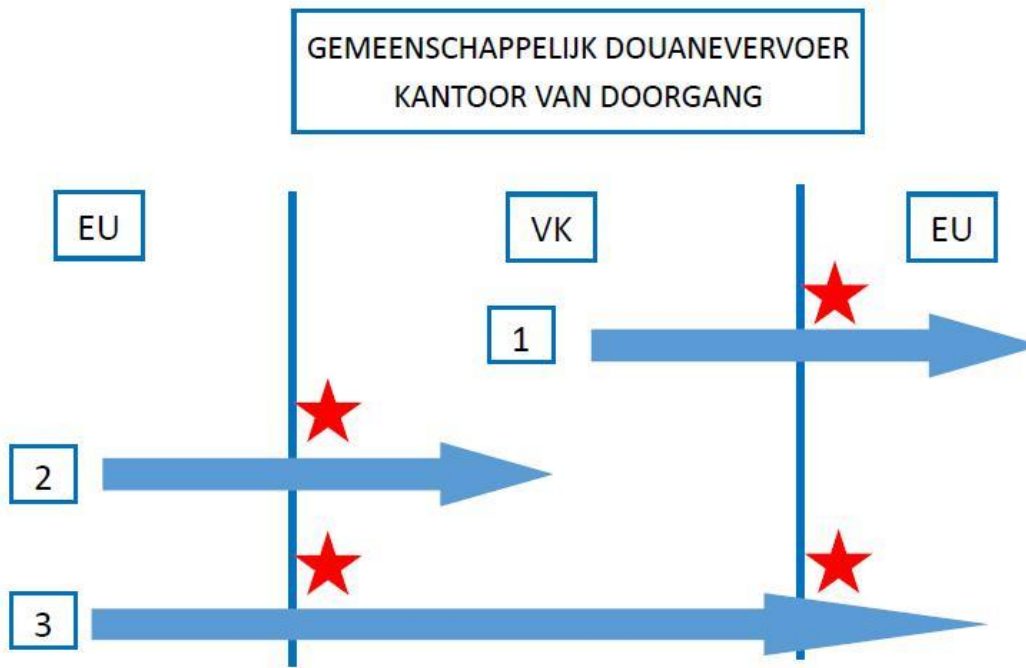 GEMEENSCHAPPELIJK DOUANEVERVOER
KANTOOR VAN DOORGANG
EU
VK
EU
1
2
3